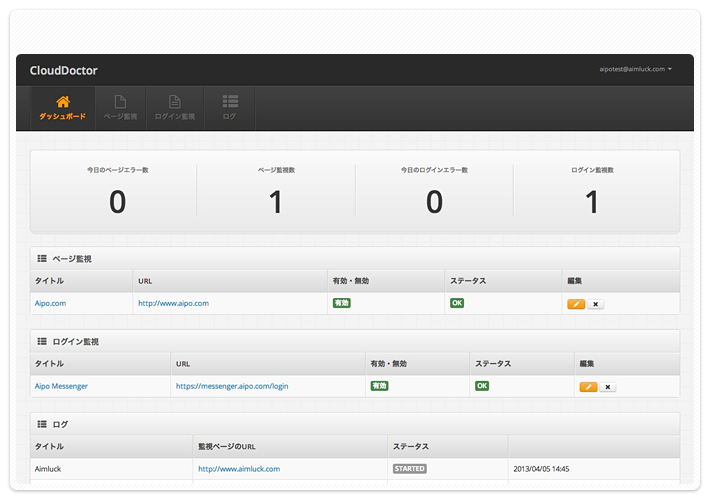 CloudDoctor
aipotest@aimluck.com
ダッシュボード ページ監視 ログイン監視 ログ
今日のページエラー数 ページ監視数 今日のログインエラー数 ログイン監視数
0 1 0 1
ページ監視
タイトル URL 有効・無効 ステータス 編集
Aipo.com http://www.aipo.com 有効 OK
ログイン監視
タイトル URL 有効・無効 ステータス 編集
Aipo Messenger https://messenger.aipo.com/login 有効 OK
ログ
タイトル 監視ページのURL ステータス
Aimluck http://www.aimluck.com STARTED 2013/04/05 14:45